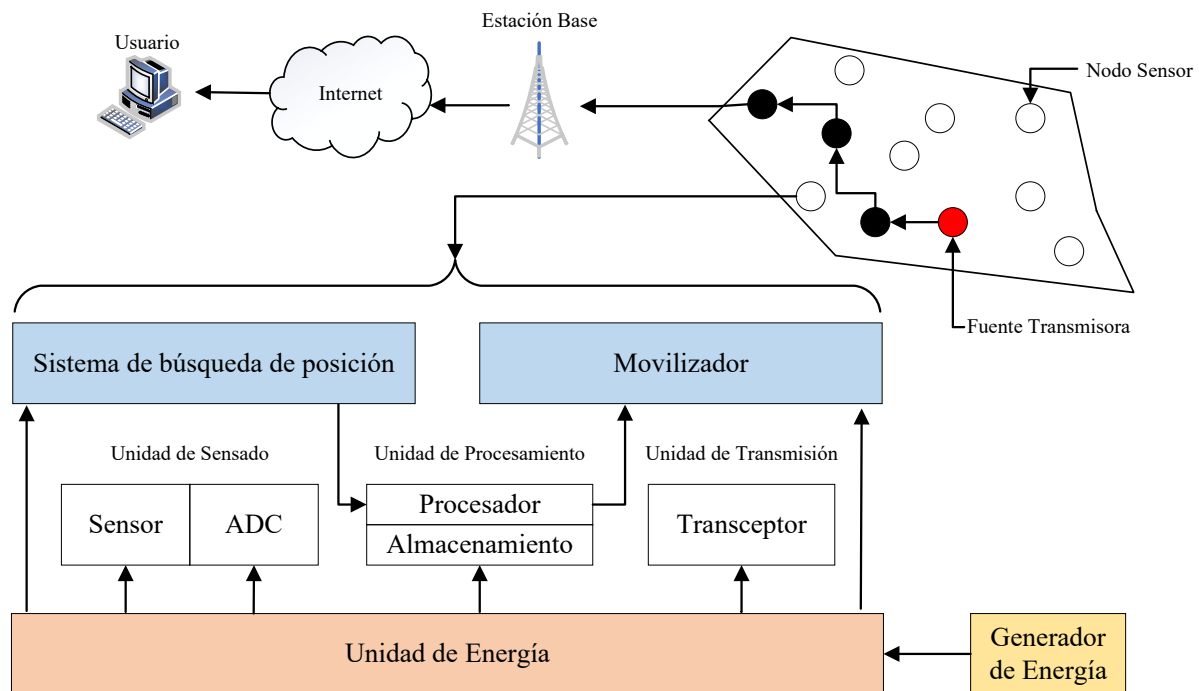 Estación Base
Usuario
Internet
Nodo Sensor
Fuente Transmisora
Sistema de búsqueda de posición
Movilizador
Unidad de Sensado
Unidad de Procesamiento
Unidad de Transmisión
Sensor
ADC
Procesador
Almacenamiento
Transceptor
Unidad de Energía
Generador
de Energía